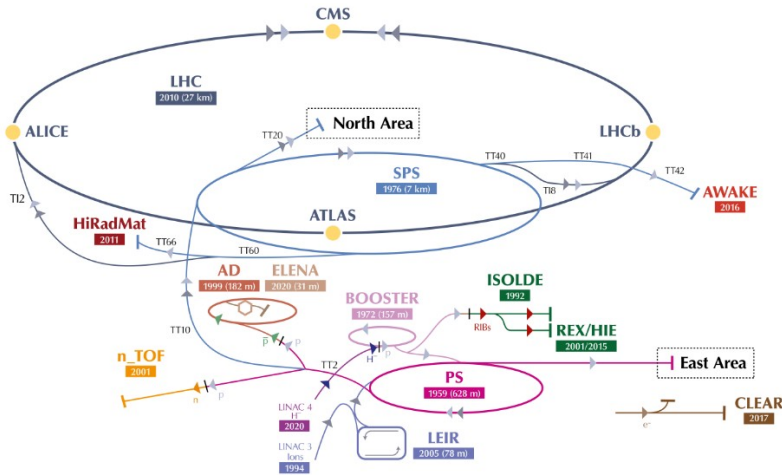 CMS
LHC
2010 (27 km)
ALICE
TT20
North Area
LHCb
TT40
TT41
SPS
1976 (7 km)
TI8
TT42
TI2
AWAKE
2016
HiRadMat
2011
ATLAS
TT66
TT60
AD
1999 (182 m)
ELENA
2020 (31 m)
ISOLDE
1992
BOOSTER
1972 (157 m)
RIBs
REX/HIE
2001/2015
TT10
p
p
H⁻
p
TT2
n_TOF
2001
East Area
n
p
PS
1959 (628 m)
LINAC 4
H⁻
2020
CLEAR
2017
e⁻
LINAC 3
Ions
1994
LEIR
2005 (78 m)